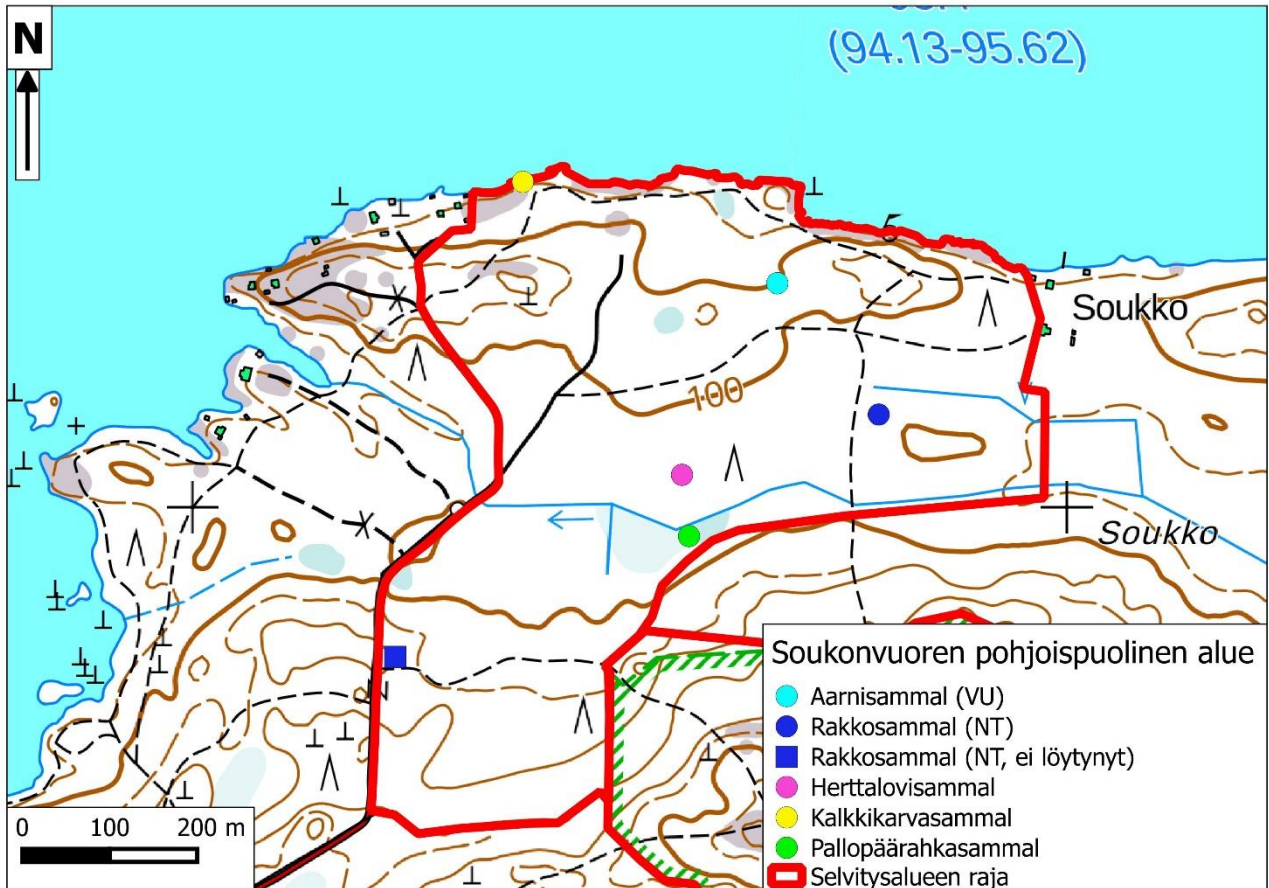 N
(94.13-95.62)
5
Soukko
100
Soukko
Soukonvuoren pohjoispuolinen alue
Aarnisammal (VU)
Rakkosammal (NT)
Rakkosammal (NT, ei löytynyt)
Herttalovisammal
Kalkkikarvasammal
Pallopäärahkasammal
Selvitysalueen raja
0 100 200 m